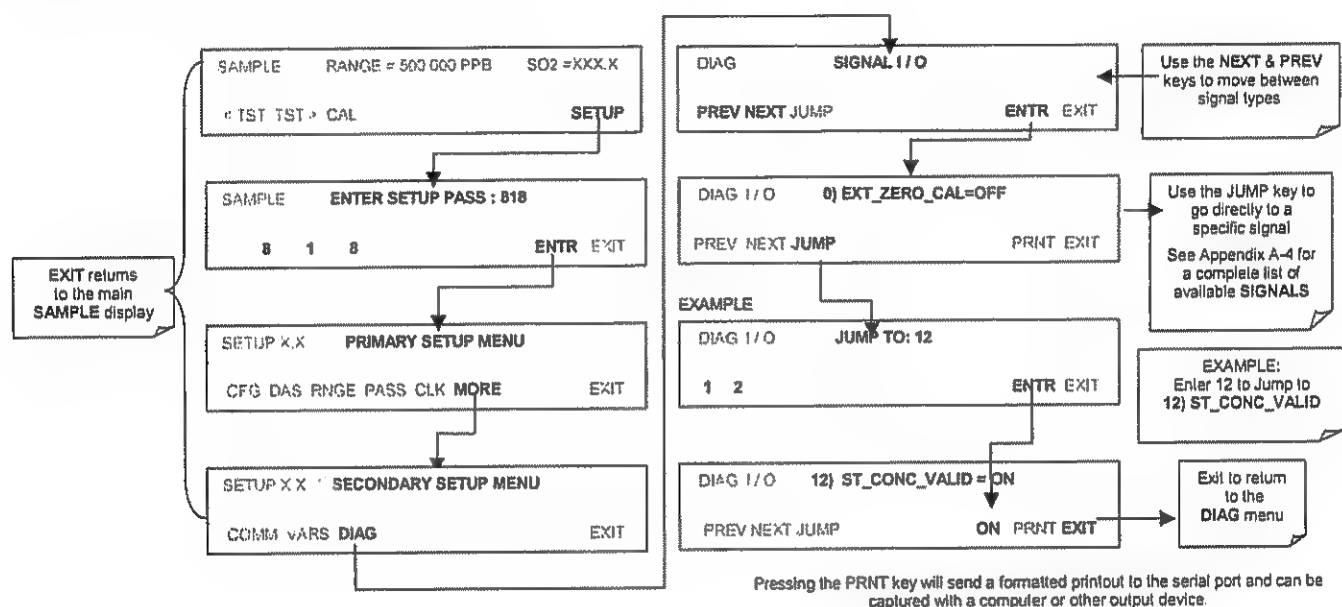 SAMPLE RANGE = 500 000 PPB SO2 =XXX.X
< TST TST > CAL SETUP
SAMPLE ENTER SETUP PASS : 818
8 1 8 ENTR EXIT
EXIT returns
to the main
SAMPLE display
SETUP X.X PRIMARY SETUP MENU
CFG DAS RNGE PASS CLK MORE EXIT
SETUP X X SECONDARY SETUP MENU
COMM VARS DIAG EXIT
DIAG SIGNAL I / O
PREV NEXT JUMP ENTR EXIT
Use the NEXT & PREV
keys to move between
signal types
DIAG I / O 0) EXT_ZERO_CAL=OFF
PREV NEXT JUMP PRNT EXIT
Use the JUMP key to
go directly to a
specific signal
See Appendix A-4 for
a complete list of
available SIGNALS
EXAMPLE
DIAG I / O JUMP TO: 12
1 2 ENTR EXIT
EXAMPLE:
Enter 12 to Jump to
12) ST_CONC_VALID
DIAG I / O 12) ST_CONC_VALID = ON
PREV NEXT JUMP ON PRNT EXIT
Exit to return
to the
DIAG menu
Pressing the PRNT key will send a formatted printout to the serial port and can be
captured with a computer or other output device.